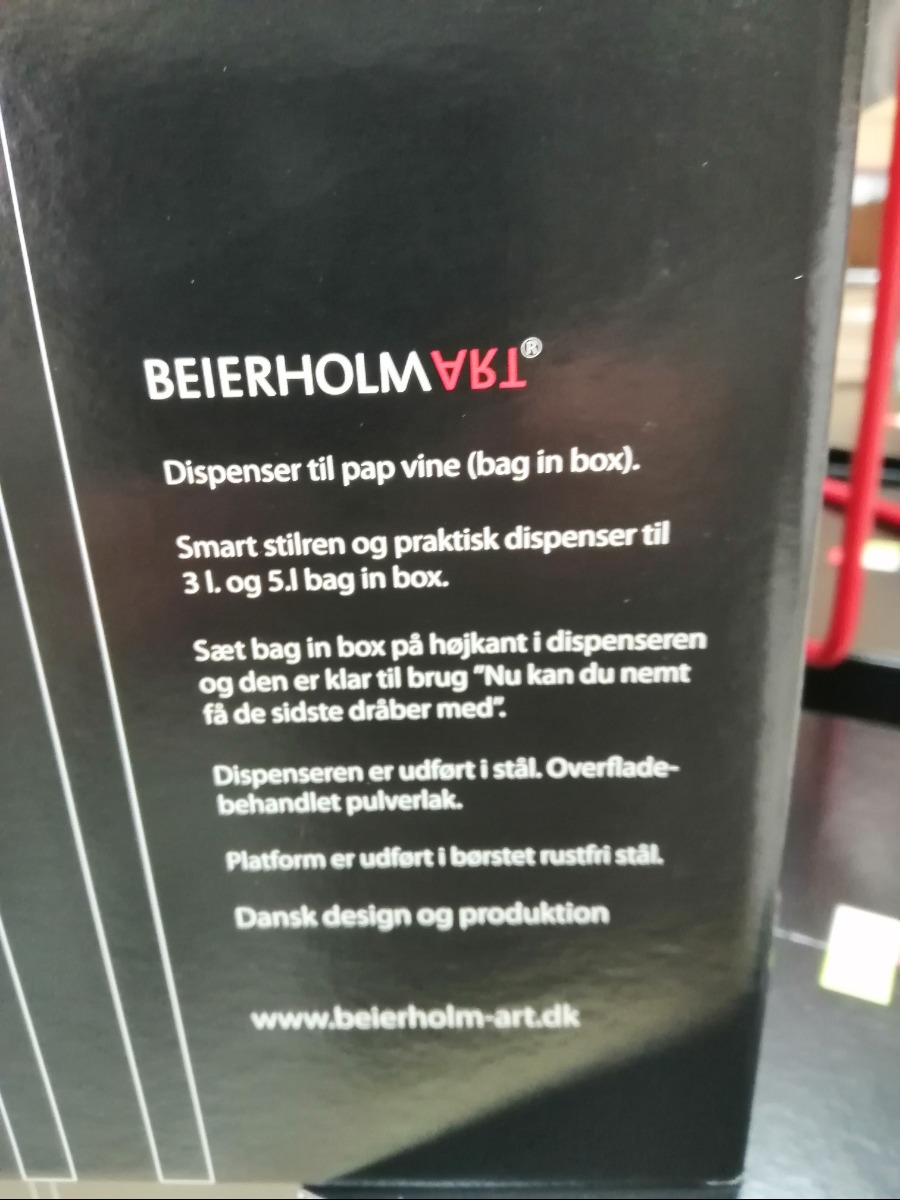 BEIERHOLMART®
Dispenser til pap vine (bag in box).
Smart stilren og praktisk dispenser til
3 l. og 5.l bag in box.
Sæt bag in box på højkant i dispenseren
og den er klar til brug "Nu kan du nemt
få de sidste dråber med".
Dispenseren er udført i stål. Overflade-
behandlet pulverlak.
Platform er udført i børstet rustfri stål.
Dansk design og produktion
www.beierholm-art.dk